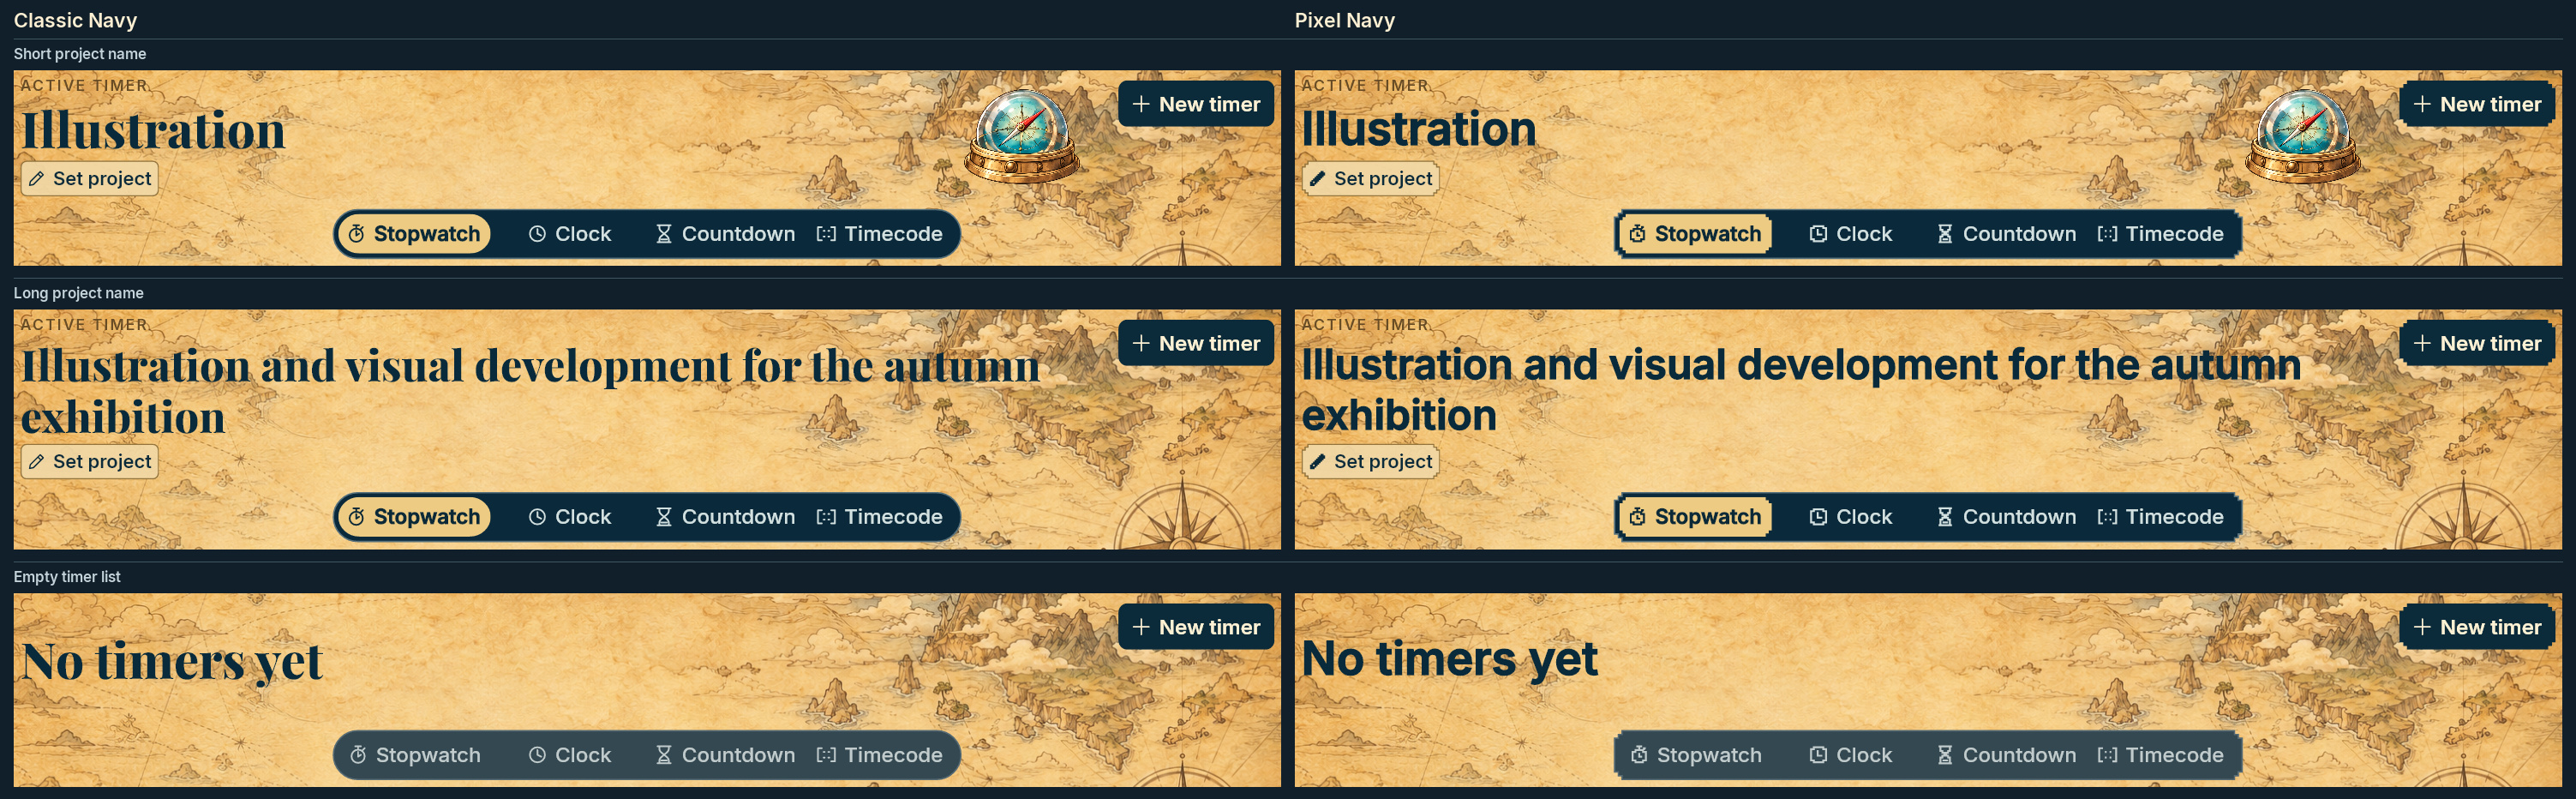 Classic Navy
Pixel Navy
Short project name
ACTIVE TIMER
Illustration
Set project
New timer
Stopwatch Clock Countdown Timecode
ACTIVE TIMER
Illustration
Set project
New timer
Stopwatch Clock Countdown Timecode
Long project name
ACTIVE TIMER
Illustration and visual development for the autumn
exhibition
Set project
New timer
Stopwatch Clock Countdown Timecode
ACTIVE TIMER
Illustration and visual development for the autumn
exhibition
Set project
New timer
Stopwatch Clock Countdown Timecode
Empty timer list
No timers yet
New timer
Stopwatch Clock Countdown Timecode
No timers yet
New timer
Stopwatch Clock Countdown Timecode